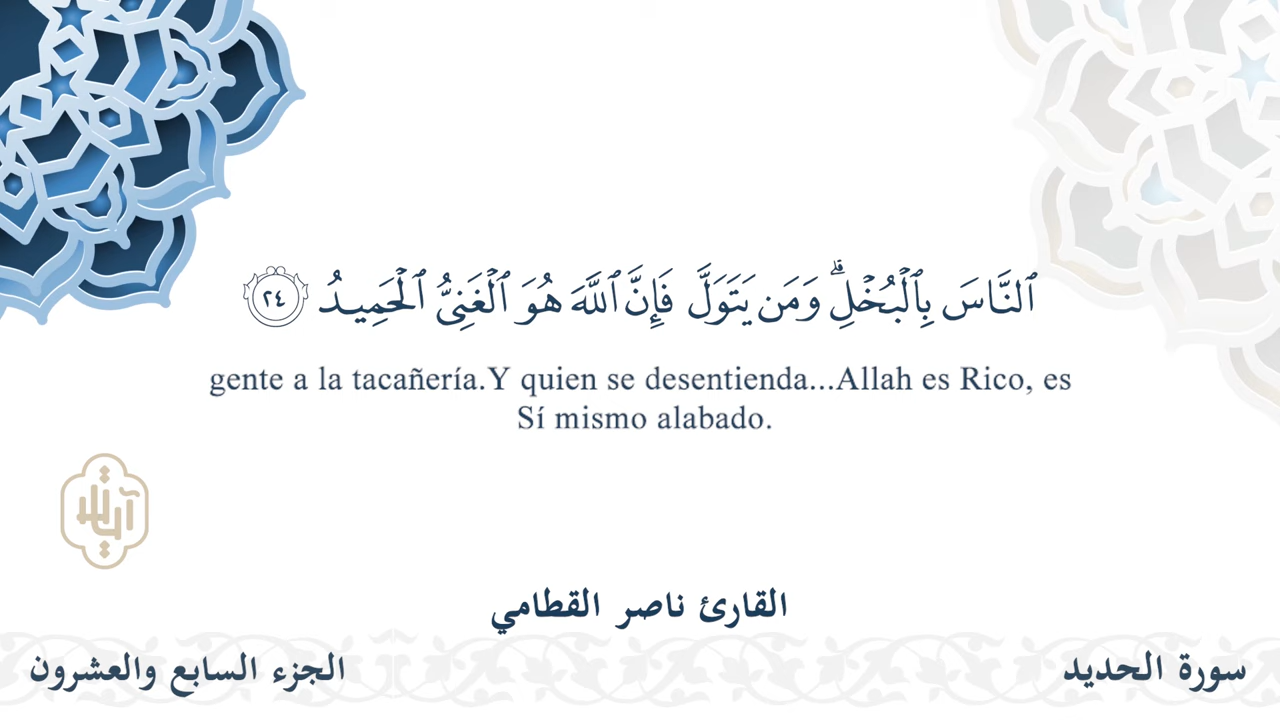 ٱلنَّاسَ بِٱلۡبُخۡلِۗ وَمَن يَتَوَلَّ فَإِنَّ ٱللَّهَ هُوَ ٱلۡغَنِيُّ ٱلۡحَمِيدُ ٢٤
gente a la tacañería.Y quien se desentienda...Allah es Rico, es
Sí mismo alabado.
القارئ ناصر القطامي
سورة الحديد
الجزء السابع والعشرون